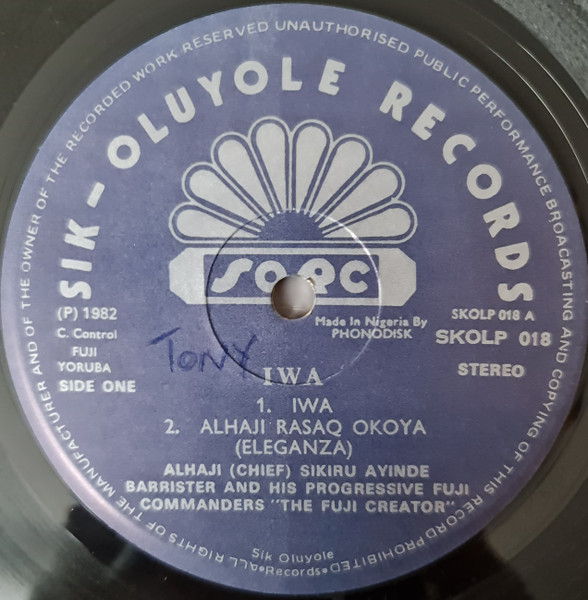 ALL RIGHTS OF THE MANUFACTURER AND OF THE OWNER OF THE RECORDED WORK RESERVED UNAUTHORISED PUBLIC PERFORMANCE BROADCASTING AND COPYING OF THIS RECORD PROHIBITED
SIK-OLUYOLE RECORDS
SORC
(P) 1982
C. Control
FUJI
YORUBA
SIDE ONE
Made In Nigeria By
PHONODISK
SKOLP 018 A
SKOLP 018
STEREO
TONY
IWA
1. IWA
2. ALHAJI RASAQ OKOYA
(ELEGANZA)
ALHAJI (CHIEF) SIKIRU AYINDE
BARRISTER AND HIS PROGRESSIVE FUJI
COMMANDERS "THE FUJI CREATOR"
Sik Oluyole
Records